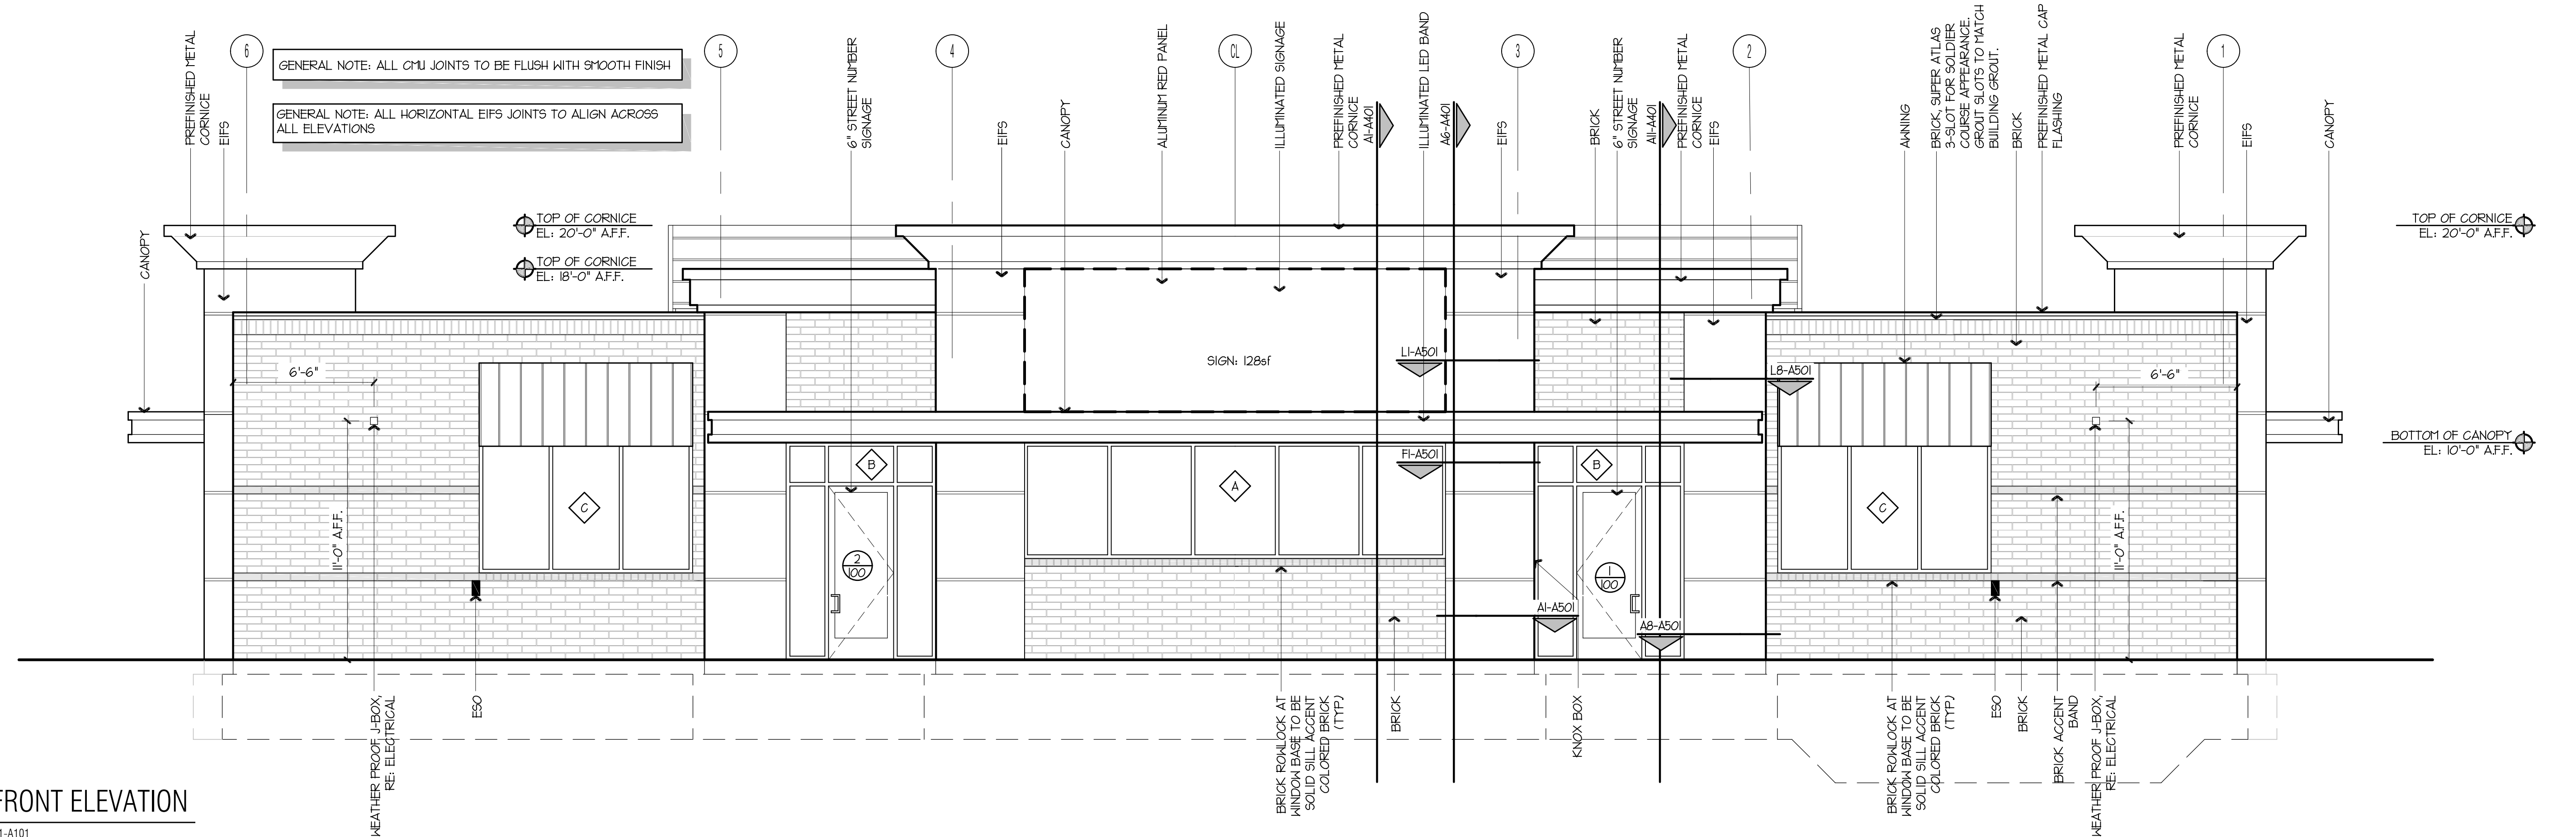 PREFINISHED METAL
CORNICE
EIFS
6
GENERAL NOTE: ALL CMU JOINTS TO BE FLUSH WITH SMOOTH FINISH
GENERAL NOTE: ALL HORIZONTAL EIFS JOINTS TO ALIGN ACROSS
ALL ELEVATIONS
5
6" STREET NUMBER
SIGNAGE
4
EIFS
CANOPY
ALUMINUM RED PANEL
CL
ILLUMINATED SIGNAGE
PREFINISHED METAL
CORNICE
A1-A401
ILLUMINATED LED BAND
A6-A401
EIFS
3
BRICK
6" STREET NUMBER
SIGNAGE
A11-A401
PREFINISHED METAL
CORNICE
EIFS
2
AWNING
BRICK, SUPER ATLAS
3-SLOT FOR SOLDIER
COURSE APPEARANCE.
GROUT SLOTS TO MATCH
BUILDING GROUT.
BRICK
PREFINISHED METAL CAP
FLASHING
PREFINISHED METAL
CORNICE
1
EIFS
CANOPY
CANOPY
TOP OF CORNICE
EL: 20'-0" A.F.F.
TOP OF CORNICE
EL: 18'-0" A.F.F.
TOP OF CORNICE
EL: 20'-0" A.F.F.
6'-6"
SIGN: 128sf
L1-A501
L8-A501
6'-6"
BOTTOM OF CANOPY
EL: 10'-0" A.F.F.
B
F1-A501
B
A
C
C
11'-0" A.F.F.
11'-0" A.F.F.
2
100
1
100
A1-A501
A8-A501
WEATHER PROOF J-BOX,
RE: ELECTRICAL
ESO
BRICK ROWLOCK AT
WINDOW BASE TO BE
SOLID SILL ACCENT
COLORED BRICK
(TYP.)
BRICK
KNOX BOX
BRICK ROWLOCK AT
WINDOW BASE TO BE
SOLID SILL ACCENT
COLORED BRICK
(TYP.)
ESO
BRICK
BRICK ACCENT
BAND
WEATHER PROOF J-BOX,
RE: ELECTRICAL
FRONT ELEVATION
1-A101